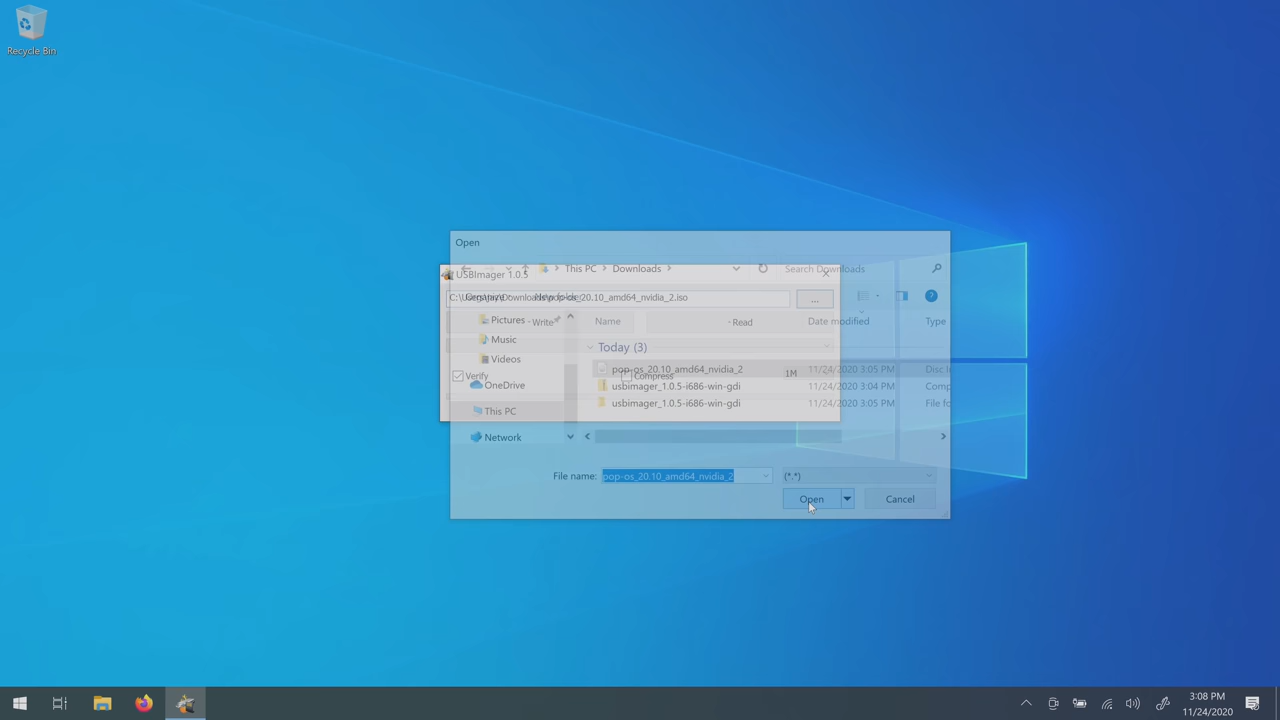 Recycle Bin
Open
This PC
Downloads
Search Downloads
USBImager 1.0.5
C:\Users\
Downloads\pop-os_20.10_amd64_nvidia_2.iso
...
Organize
New folder
Pictures
Write
Name
Read
Date modified
Type
Music
Today (3)
Videos
pop-os_20.10_amd64_nvidia_2
11/24/2020 3:05 PM
Disc I
Verify
Compress
1M
OneDrive
usbimager_1.0.5-i686-win-gdi
11/24/2020 3:04 PM
Comp
usbimager_1.0.5-i686-win-gdi
11/24/2020 3:05 PM
File fo
This PC
Network
File name:
pop-os_20.10_amd64_nvidia_2
(*.*)
Open
Cancel
3:08 PM
11/24/2020